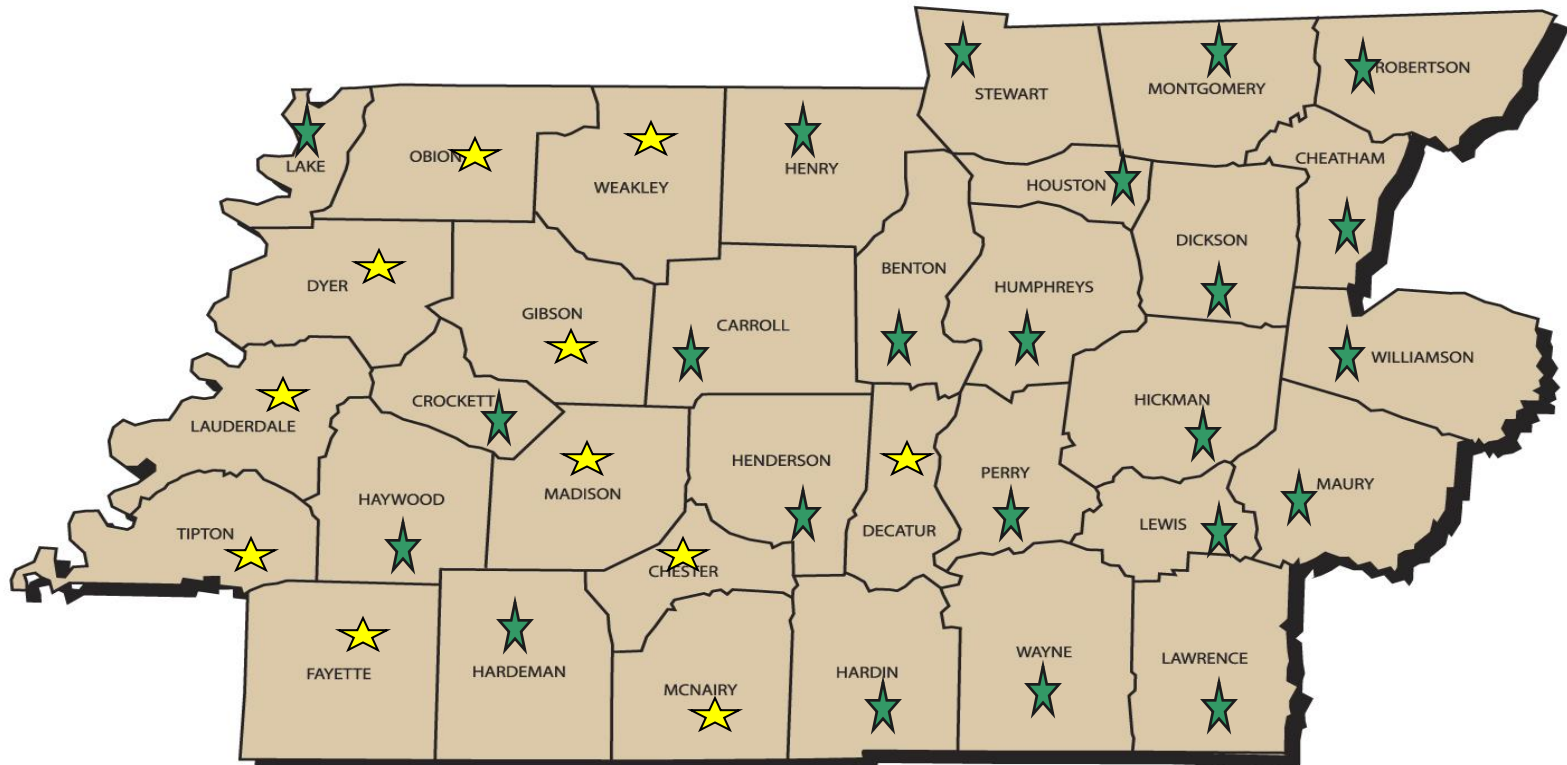 ROBERTSON
MONTGOMERY
STEWART
OBION
CHEATHAM
LAKE
HENRY
WEAKLEY
HOUSTON
DICKSON
BENTON
DYER
HUMPHREYS
GIBSON
CARROLL
WILLIAMSON
CROCKETT
HICKMAN
LAUDERDALE
HENDERSON
PERRY
MAURY
MADISON
HAYWOOD
LEWIS
DECATUR
TIPTON
CHESTER
WAYNE
LAWRENCE
FAYETTE
HARDEMAN
HARDIN
MCNAIRY